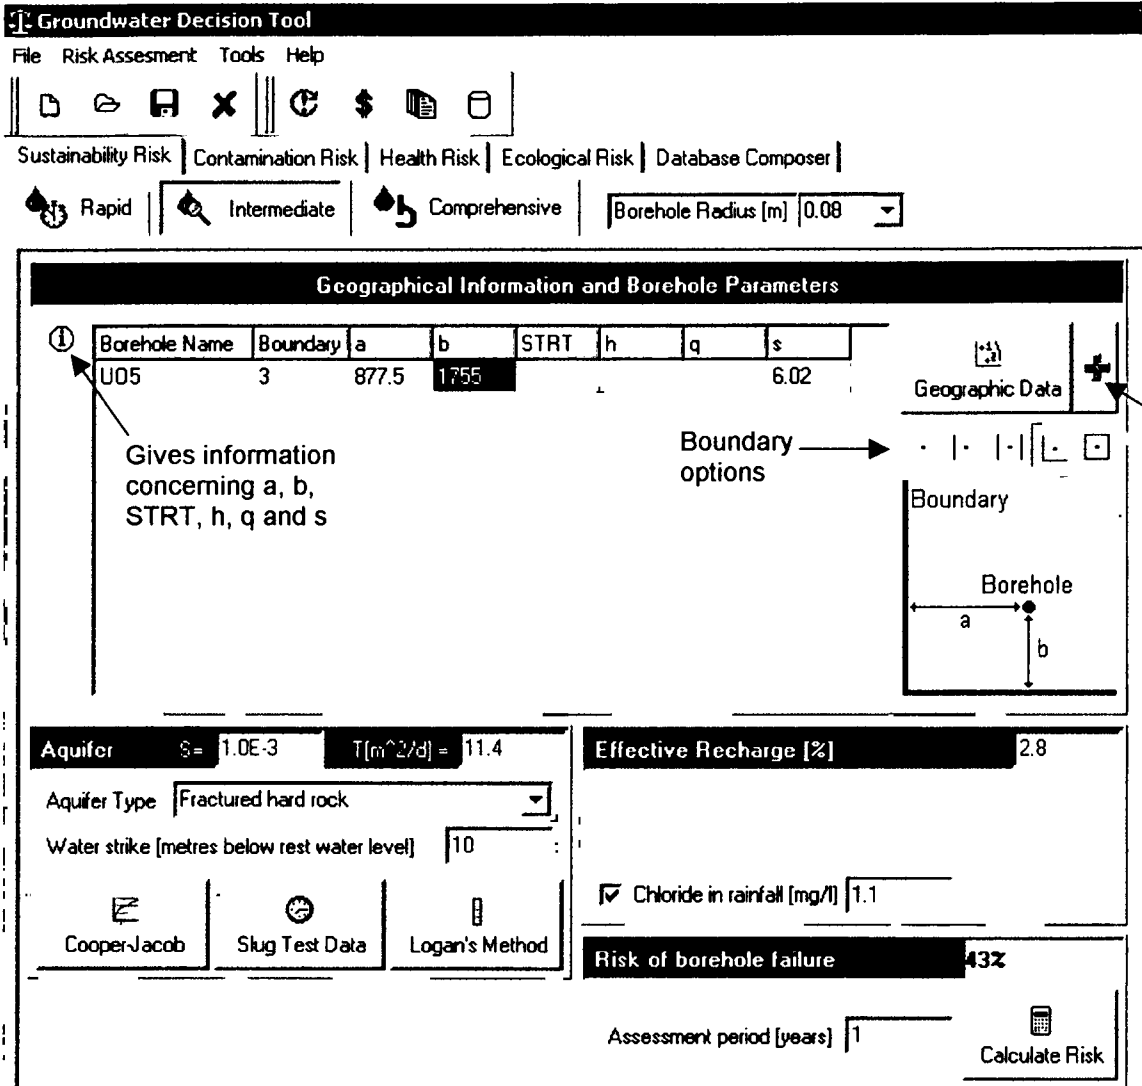 Groundwater Decision Tool
File Risk Assesment Tools Help
Sustainability Risk Contamination Risk Health Risk Ecological Risk Database Composer
Rapid Intermediate Comprehensive Borehole Radius [m] 0.08
Geographical Information and Borehole Parameters
Borehole Name Boundary a b STRT h q s
U05 3 877.5 1755 6.02
Geographic Data
Gives information
concerning a, b,
STRT, h, q and s
Boundary
options
Boundary
Borehole
a
b
Aquifer S= 1.0E-3 T[m^2/d] = 11.4
Aquifer Type Fractured hard rock
Water strike [metres below rest water level] 10
Cooper-Jacob Slug Test Data Logan's Method
Effective Recharge [%] 2.8
Chloride in rainfall [mg/l] 1.1
Risk of borehole failure 43%
Assessment period [years] 1
Calculate Risk